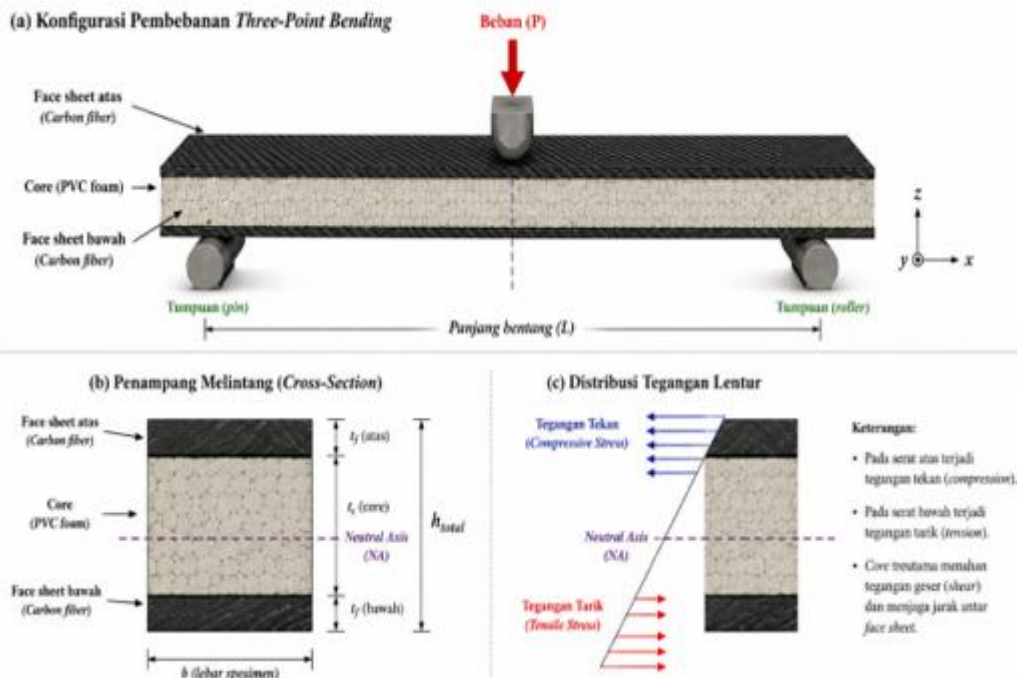 (a) Konfigurasi Pembebanan Three-Point Bending
Beban (P)
Face sheet atas
(Carbon fiber)
Core (PVC foam)
Face sheet bawah
(Carbon fiber)
z
y
x
Tumpuan (pin)
Tumpuan (roller)
Panjang bentang (L)
(b) Penampang Melintang (Cross-Section)
Face sheet atas
(Carbon fiber)
t_f (atas)
Core
(PVC foam)
t_c (core)
h_total
Neutral Axis
(NA)
Face sheet bawah
(Carbon fiber)
t_f (bawah)
b (lebar spesimen)
(c) Distribusi Tegangan Lentur
Tegangan Tekan
(Compressive Stress)
Neutral Axis
(NA)
Tegangan Tarik
(Tensile Stress)
Keterangan:
• Pada serat atas terjadi
tegangan tekan (compression).
• Pada serat bawah terjadi
tegangan tarik (tension).
• Core terutama menahan
tegangan geser (shear)
dan menjaga jarak antar
face sheet.